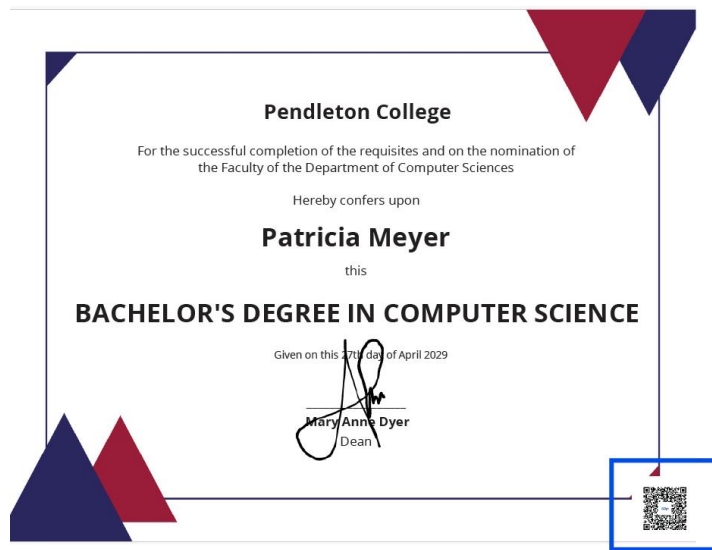 Pendleton College
For the successful completion of the requisites and on the nomination of
the Faculty of the Department of Computer Sciences
Hereby confers upon
Patricia Meyer
this
BACHELOR'S DEGREE IN COMPUTER SCIENCE
Given on this 27th day of April 2029
Mary Anne Dyer
Dean